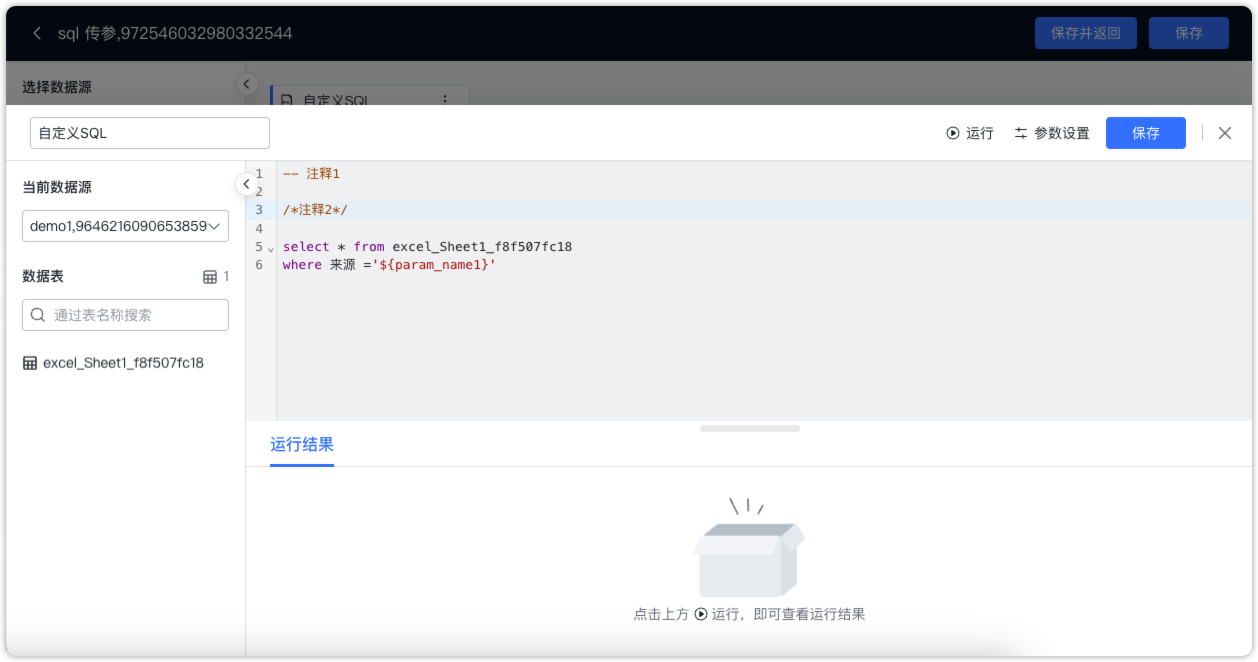 sql 传参,972546032980332544
保存并返回
保存
选择数据源
自定义SQL
自定义SQL
运行
参数设置
保存
当前数据源
demo1,9646216090653859
数据表
1
通过表名称搜索
excel_Sheet1_f8f507fc18
1 -- 注释1
2
3 /*注释2*/
4
5 select * from excel_Sheet1_f8f507fc18
6 where 来源 ='${param_name1}'
运行结果
点击上方 运行，即可查看运行结果